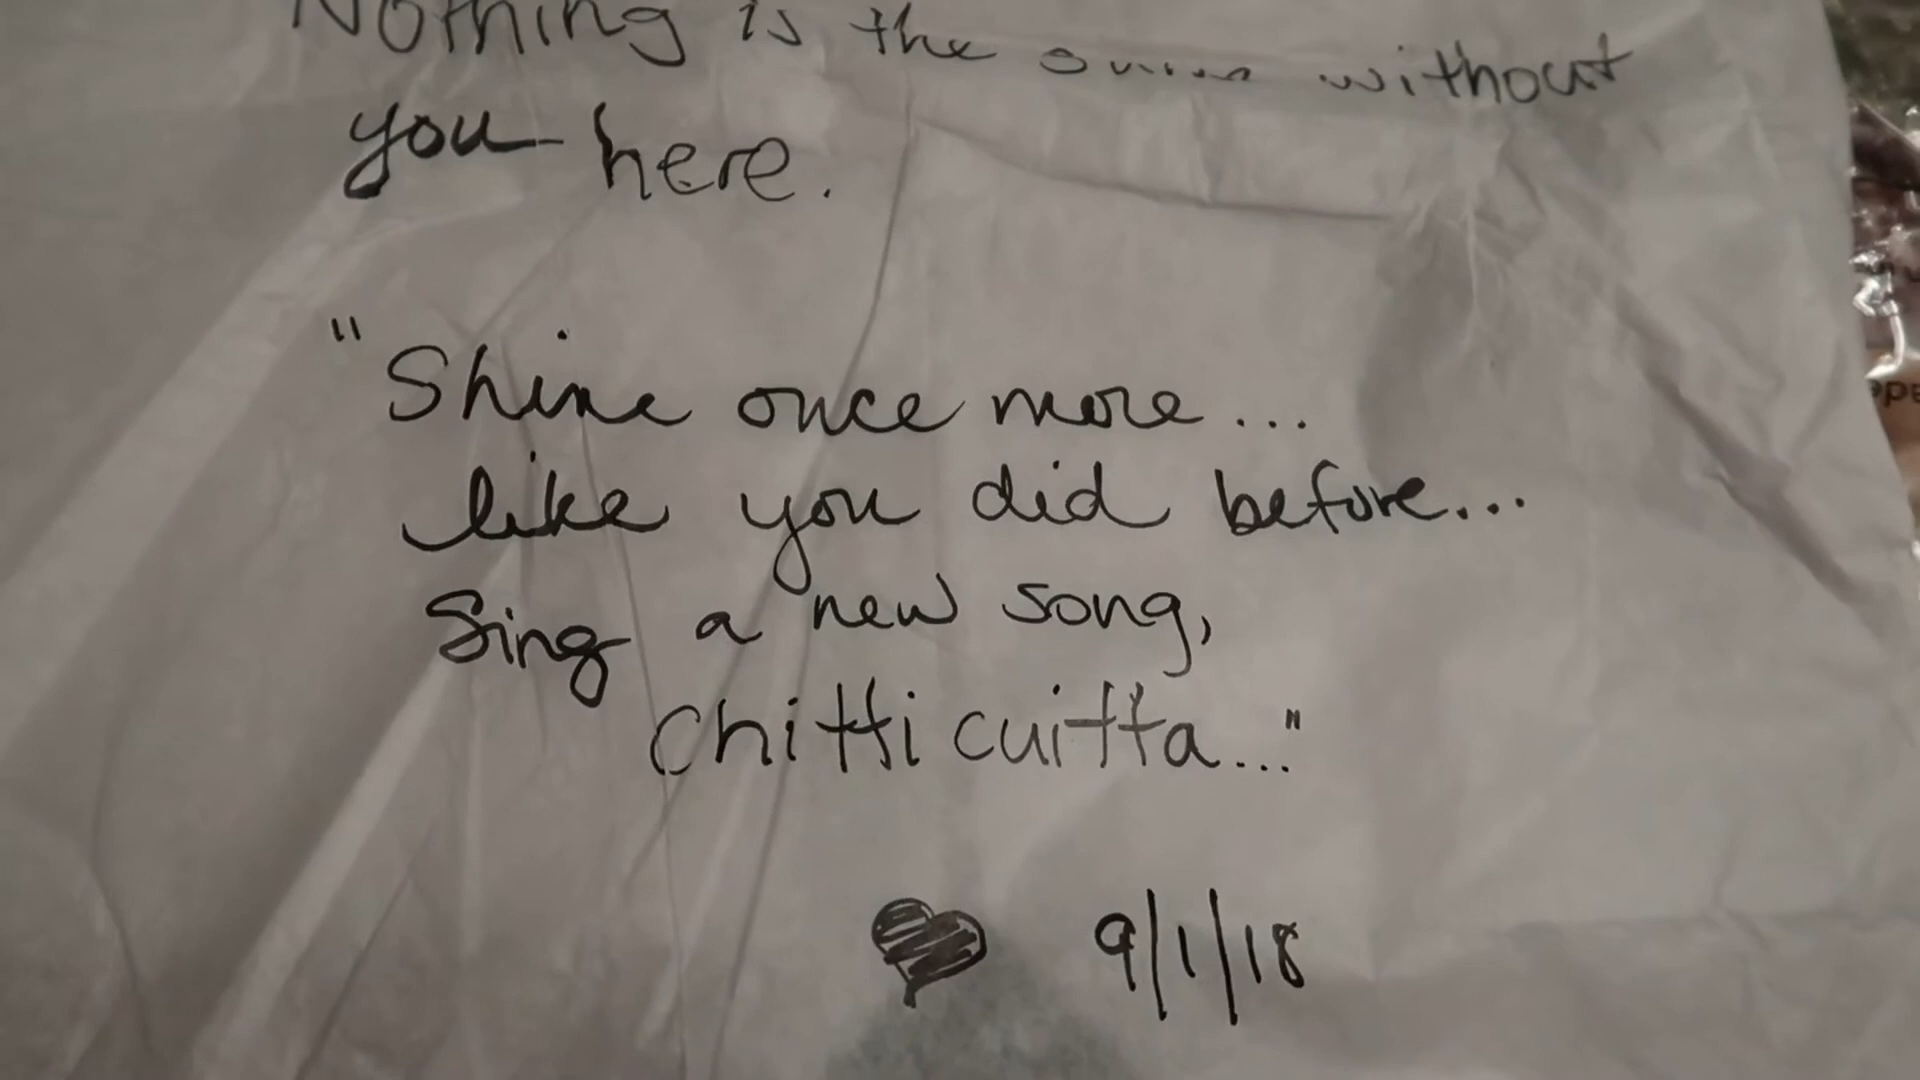 Nothing is the same without
you here.
"Shine once more...
like you did before...
Sing a new song,
chitti cuitta..."
9/1/18